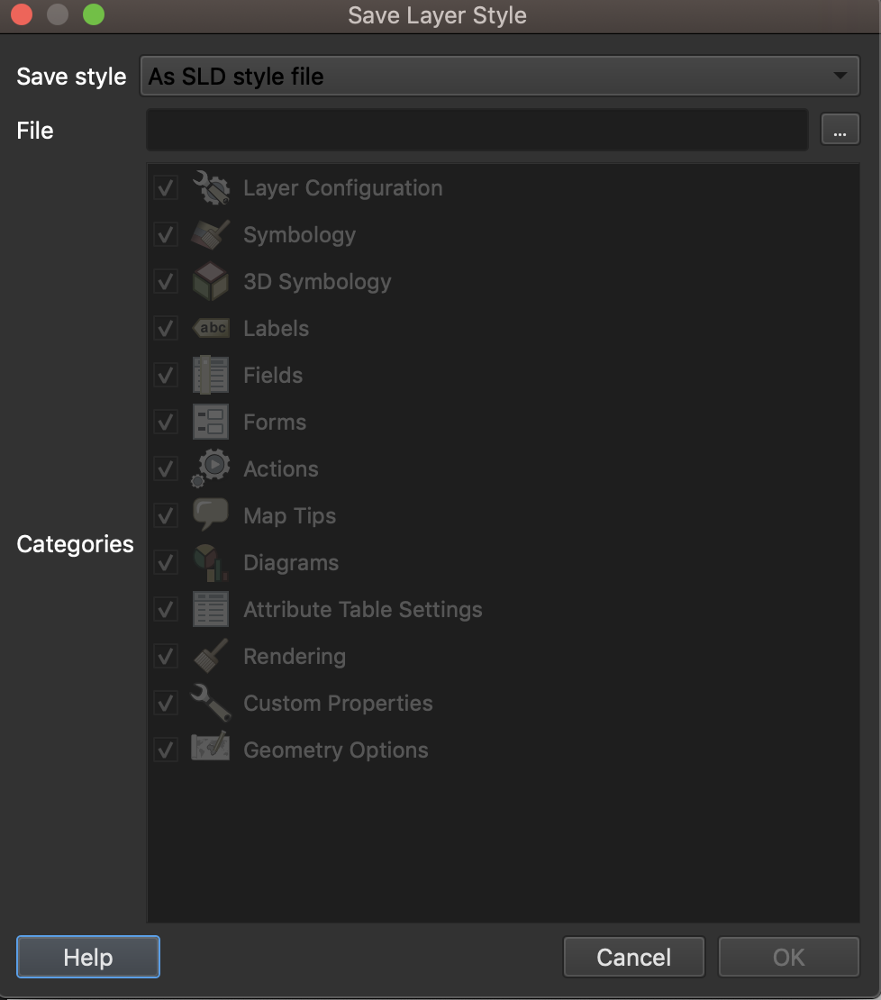 Save Layer Style
Save style As SLD style file
File ...
Layer Configuration
Symbology
3D Symbology
abc Labels
Fields
Forms
Actions
Map Tips
Categories
Diagrams
Attribute Table Settings
Rendering
Custom Properties
Geometry Options
Help Cancel OK